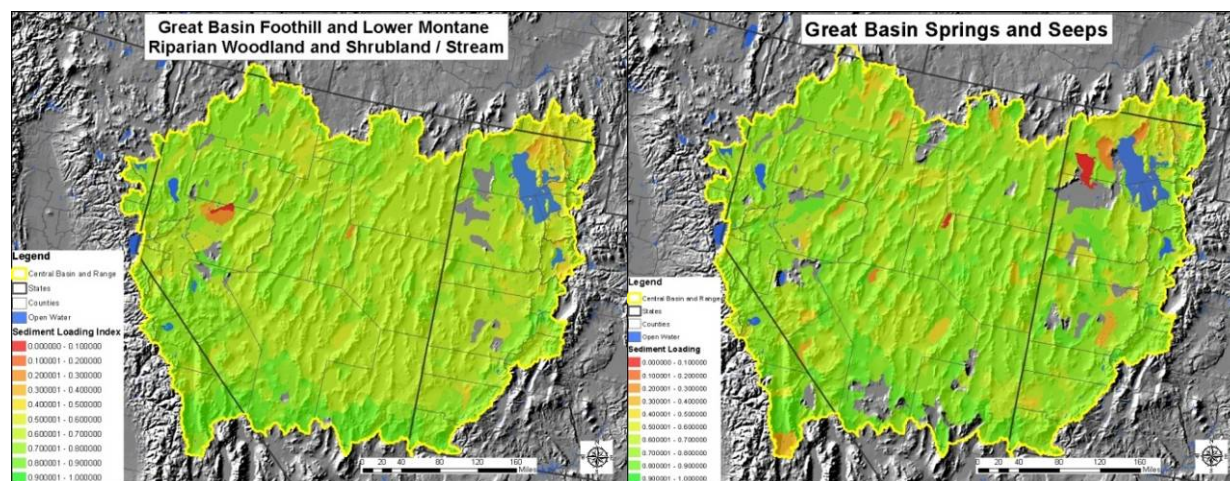 Great Basin Foothill and Lower Montane
Riparian Woodland and Shrubland / Stream
Legend
Central Basin and Range
States
Counties
Open Water
Sediment Loading Index
0.000000 - 0.100000
0.100001 - 0.200000
0.200001 - 0.300000
0.300001 - 0.400000
0.400001 - 0.500000
0.500001 - 0.600000
0.600001 - 0.700000
0.700001 - 0.800000
0.800001 - 0.900000
0.900001 - 1.000000
0 20 40 80 120 160
Miles
Great Basin Springs and Seeps
Legend
Central Basin and Ranges
States
Counties
Open Water
Sediment Loading
0.000000 - 0.100000
0.100001 - 0.200000
0.200001 - 0.300000
0.300001 - 0.400000
0.400001 - 0.500000
0.500001 - 0.600000
0.600001 - 0.700000
0.700001 - 0.800000
0.800001 - 0.900000
0.900001 - 1.000000
0 20 40 80 120 160
Miles